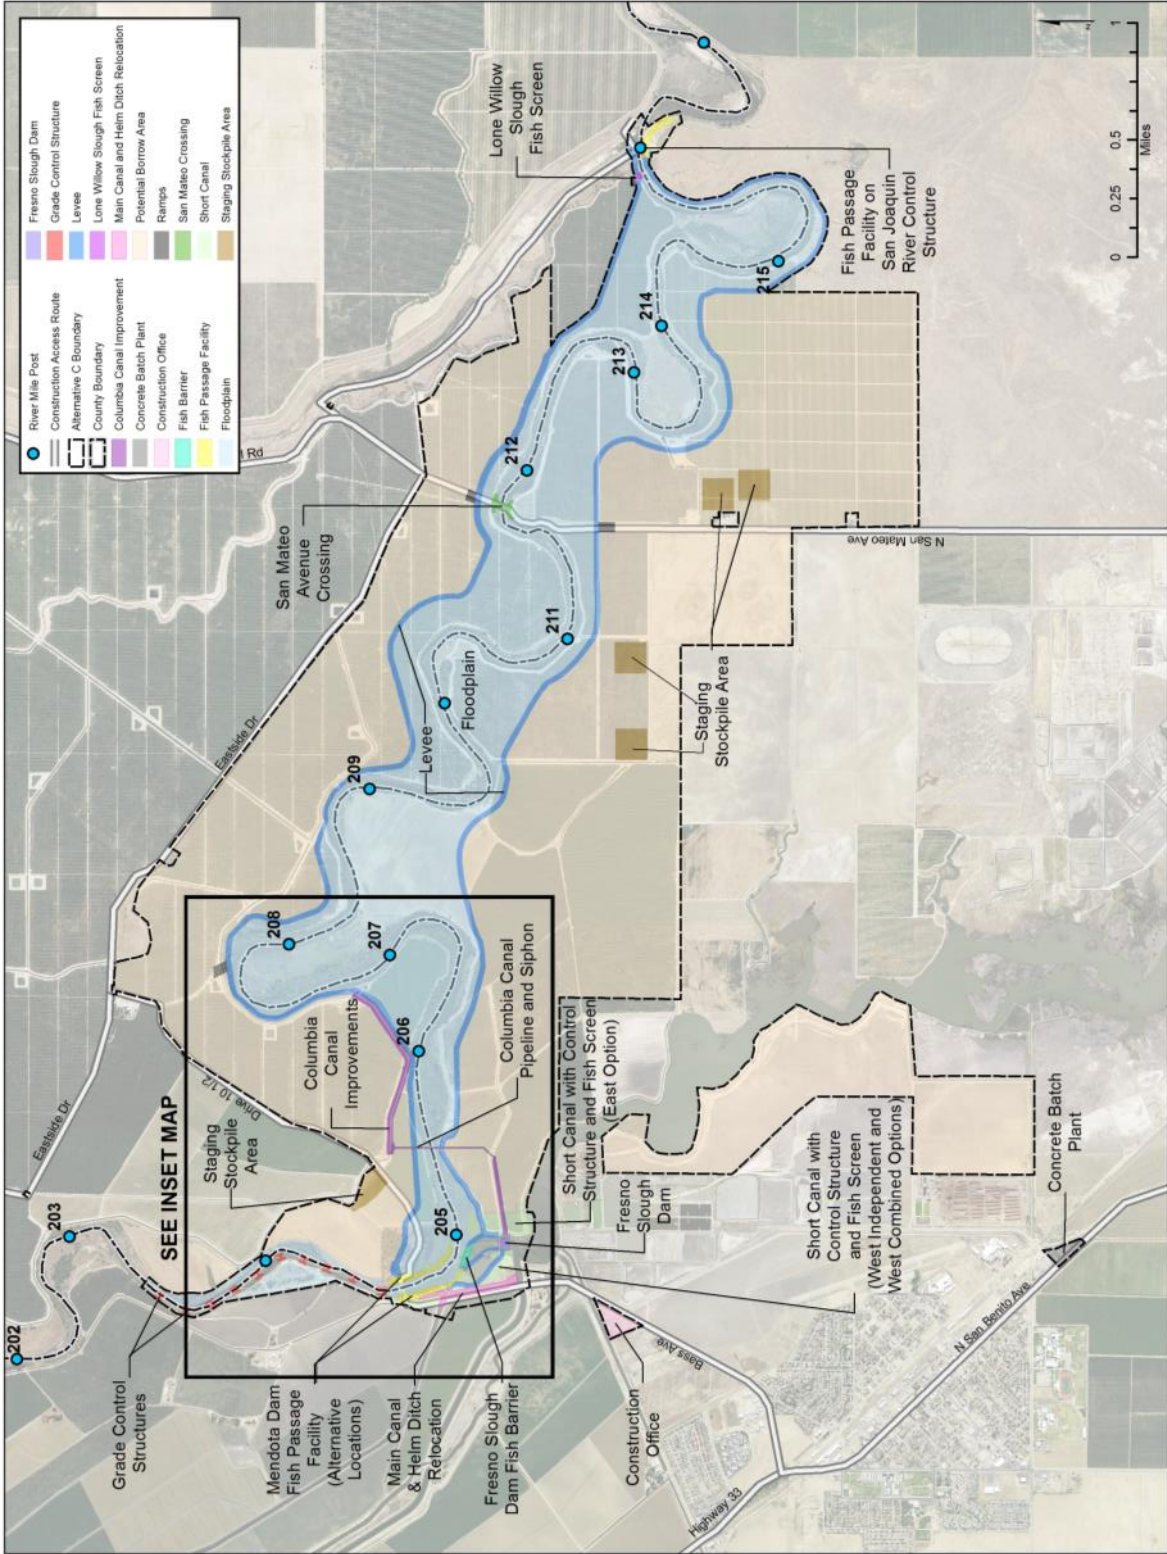 River Mile Post
Construction Access Route
Alternative C Boundary
County Boundary
Columbia Canal Improvement
Concrete Batch Plant
Construction Office
Fish Barrier
Fish Passage Facility
Floodplain
Fresno Slough Dam
Grade Control Structure
Levee
Lone Willow Slough Fish Screen
Main Canal and Helm Ditch Relocation
Potential Borrow Area
Ramps
San Mateo Crossing
Short Canal
Staging Stockpile Area
t Rd
202
203
Eastside Dr
Grade Control
Structures
SEE INSET MAP
Drive 10 1/2
Staging
Stockpile
Area
Columbia
Canal
Improvements
208
207
206
205
209
Eastside Dr
San Mateo
Avenue
Crossing
Levee
Floodplain
211
212
213
214
215
Lone Willow
Slough
Fish Screen
Fish Passage
Facility on
San Joaquin
River Control
Structure
Mendota Dam
Fish Passage
Facility
(Alternative
Locations)
Main Canal
& Helm Ditch
Relocation
Fresno Slough
Dam Fish Barrier
Columbia Canal
Pipeline and Siphon
Short Canal with Control
Structure and Fish Screen
(East Option)
Fresno
Slough
Dam
Short Canal with
Control Structure
and Fish Screen
(West Independent and
West Combined Options)
Staging
Stockpile Area
N San Mateo Ave
Construction
Office
Bass Ave
Highway 33
N San Benito Ave
Concrete Batch
Plant
0
0.25
0.5
1
Miles